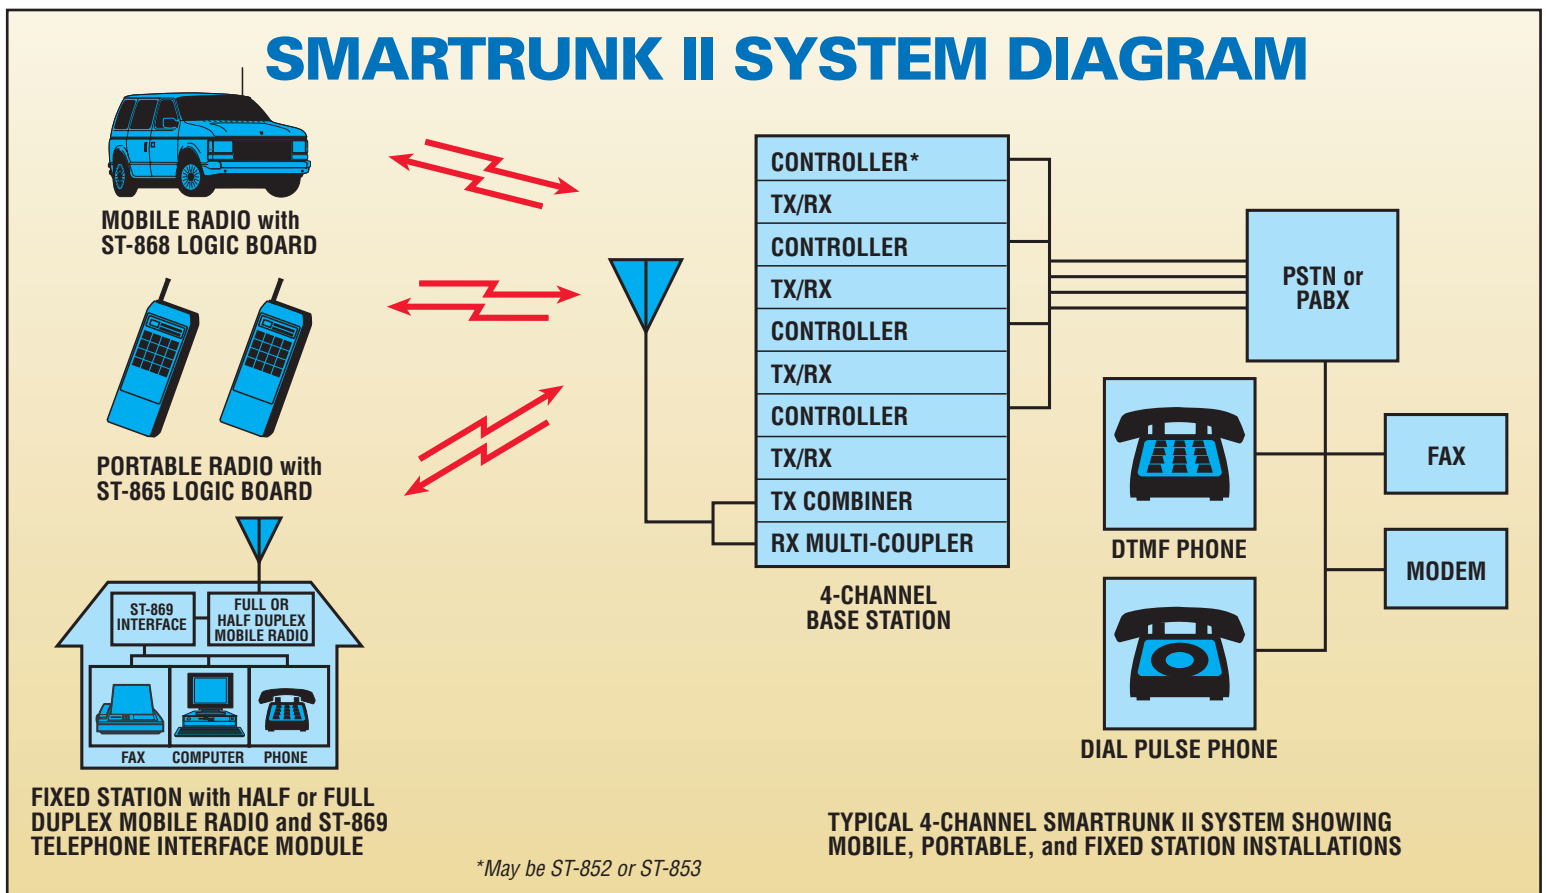 SMARTRUNK II SYSTEM DIAGRAM
MOBILE RADIO with
ST-868 LOGIC BOARD
PORTABLE RADIO with
ST-865 LOGIC BOARD
ST-869
INTERFACE
FULL OR
HALF DUPLEX
MOBILE RADIO
FAX
COMPUTER
PHONE
FIXED STATION with HALF or FULL
DUPLEX MOBILE RADIO and ST-869
TELEPHONE INTERFACE MODULE
*May be ST-852 or ST-853
CONTROLLER*
TX/RX
CONTROLLER
TX/RX
CONTROLLER
TX/RX
CONTROLLER
TX/RX
TX COMBINER
RX MULTI-COUPLER
4-CHANNEL
BASE STATION
PSTN or
PABX
DTMF PHONE
FAX
MODEM
DIAL PULSE PHONE
TYPICAL 4-CHANNEL SMARTRUNK II SYSTEM SHOWING
MOBILE, PORTABLE, and FIXED STATION INSTALLATIONS